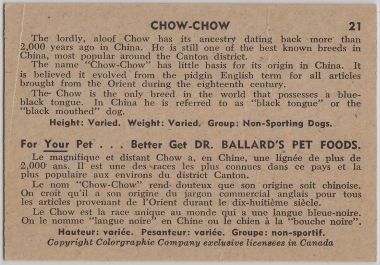 CHOW-CHOW 21
The lordly, aloof Chow has his ancestry dating back more than
2,000 years ago in China. He is still one of the best known breeds in
China, most popular around the Canton district.
The name "Chow-Chow" has little basis for its origin in China. It
is believed it evolved from the pidgin English term for all articles
brought from the Orient during the eighteenth century.
The Chow is the only breed in the world that possesses a blue-
black tongue. In China he is referred to as "black tongue" or the
"black mouthed" dog.
Height: Varied. Weight: Varied. Group: Non-Sporting Dogs.
For Your Pet . . . Better Get DR. BALLARD'S PET FOODS.
Le magnifique et distant Chow a, en Chine, une lignée de plus de
2,000 ans. Il est une des races les plus connues dans ce pays et la
plus populaire aux environs du district Canton.
Le nom "Chow-Chow" rend douteux que son origine soit chinoise.
On croit qu'il a son origine du jargon commercial anglais pour tous
les articles provenant de l'Orient durant le dix-huitième siècle.
Le Chow est la race unique au monde qui a une langue bleue-noire.
On le nomme "langue noire" en Chine ou le chien à la "bouche noire".
Hauteur: variée. Pesanteur: variée. Groupe: non-sportif.
Copyright Colorgraphic Company exclusive licensees in Canada